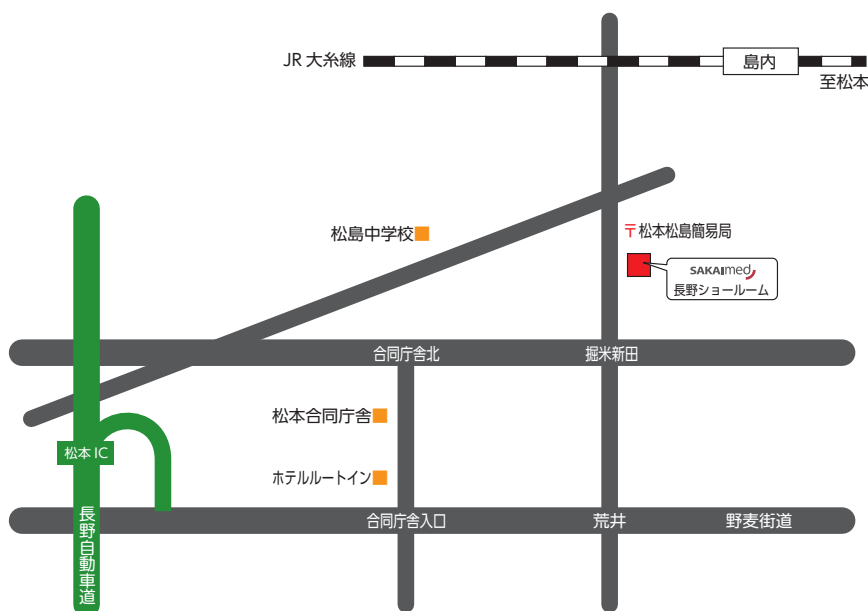 JR 大糸線
島内
至松本
松島中学校
〒松本松島簡易局
SAKAImed
長野ショールーム
合同庁舎北
掘米新田
松本合同庁舎
松本 IC
ホテルルートイン
長野自動車道
合同庁舎入口
荒井
野麦街道